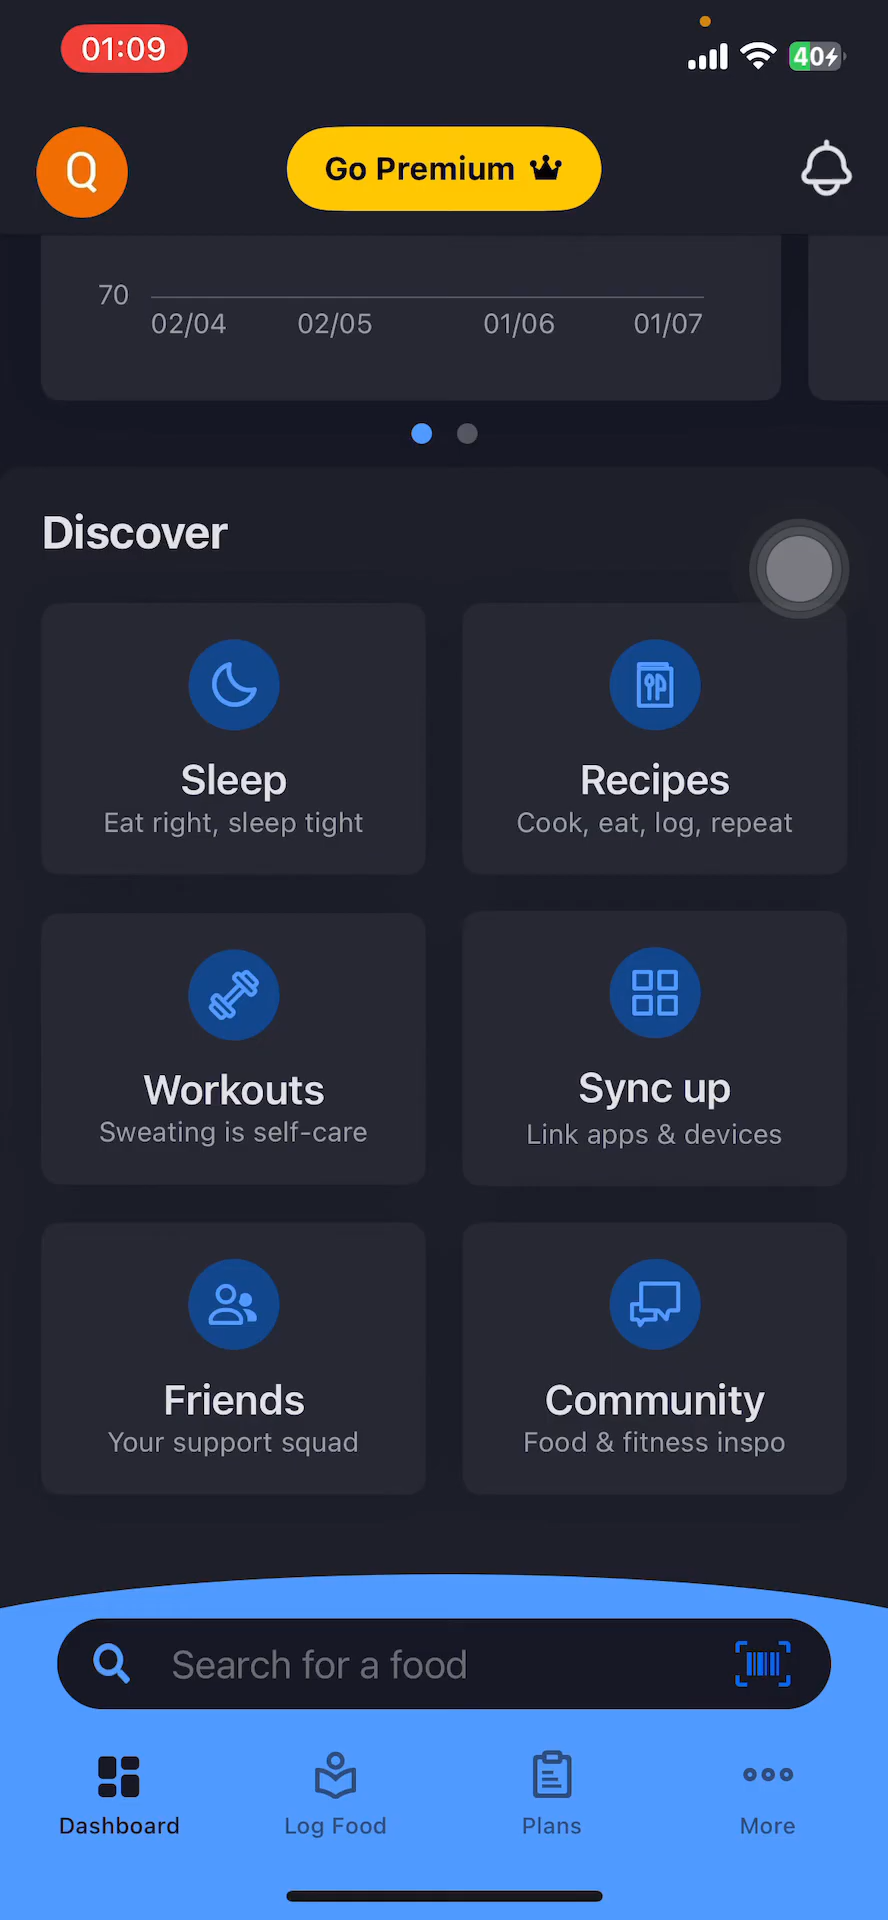 01:09
40
Q
Go Premium
70
02/04 02/05 01/06 01/07
Discover
Sleep
Eat right, sleep tight
Recipes
Cook, eat, log, repeat
Workouts
Sweating is self-care
Sync up
Link apps & devices
Friends
Your support squad
Community
Food & fitness inspo
Search for a food
Dashboard
Log Food
Plans
More